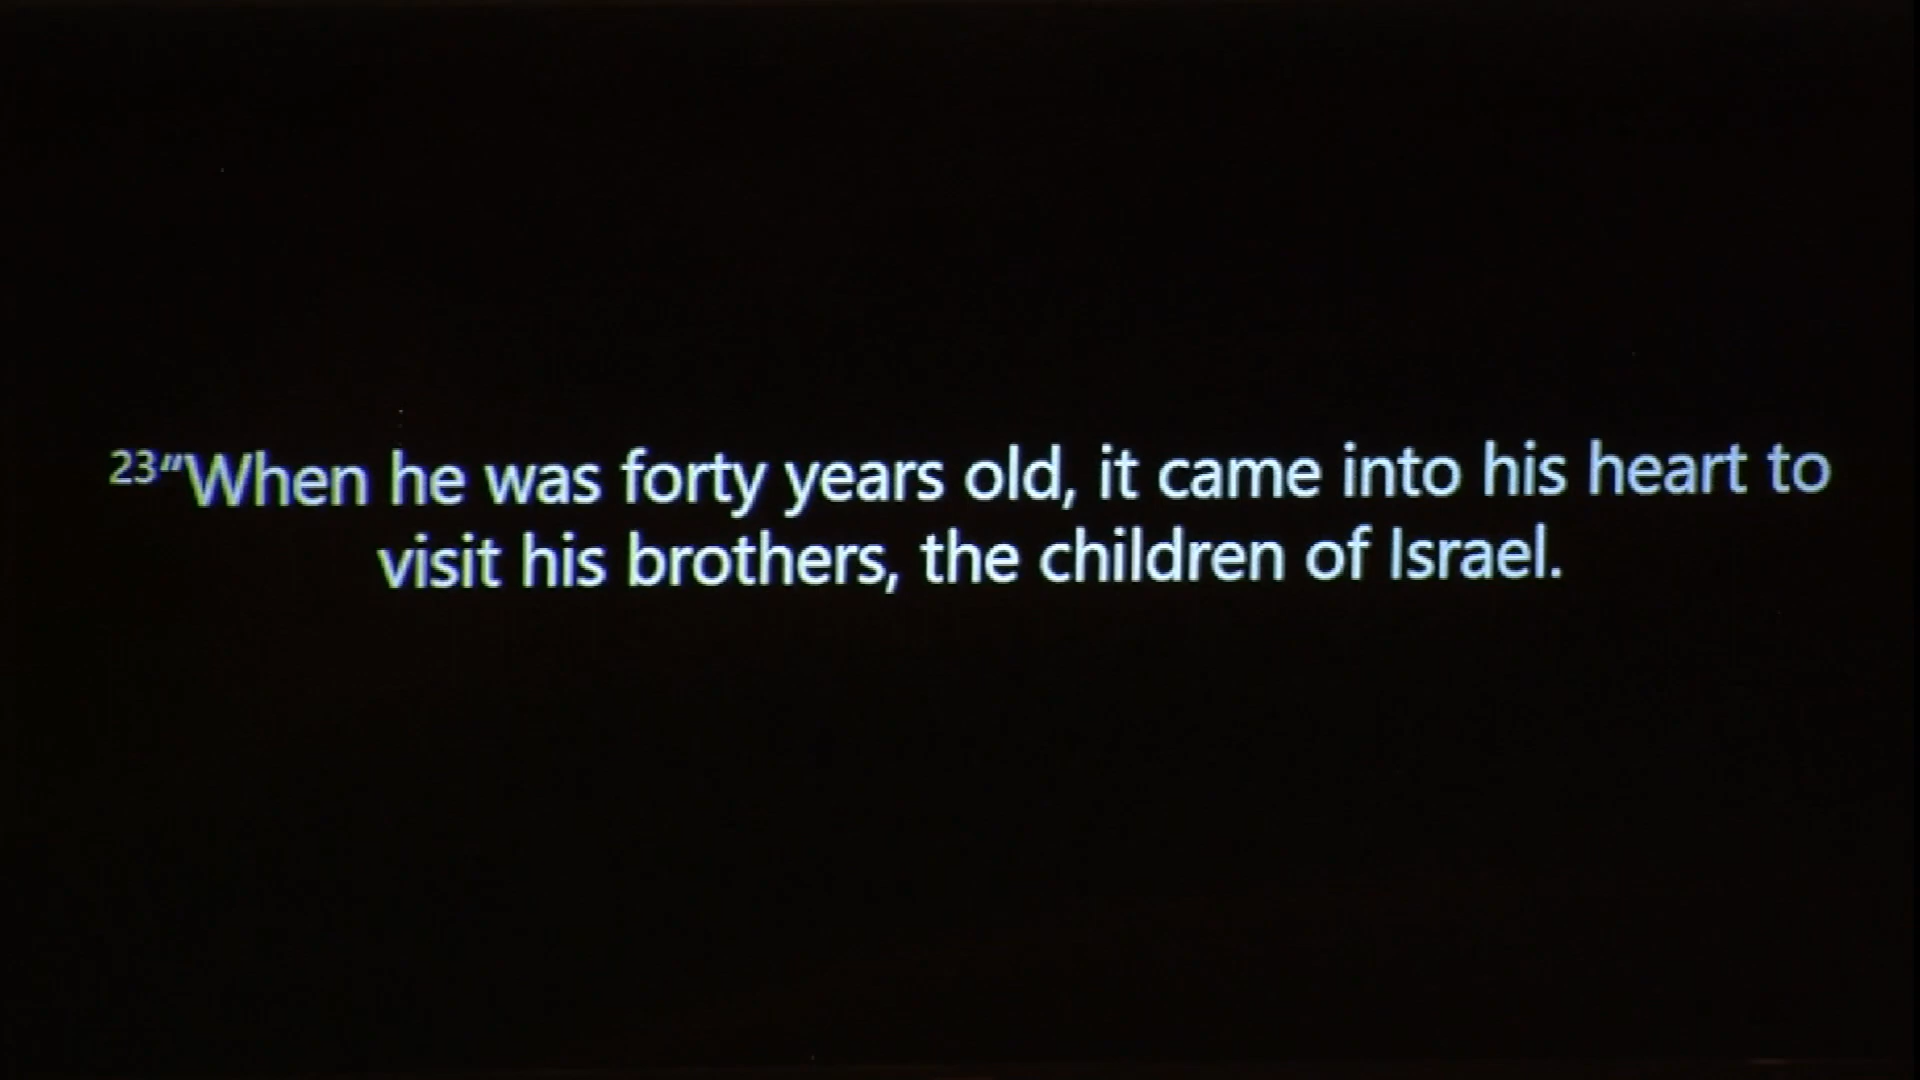 23“When he was forty years old, it came into his heart to
visit his brothers, the children of Israel.